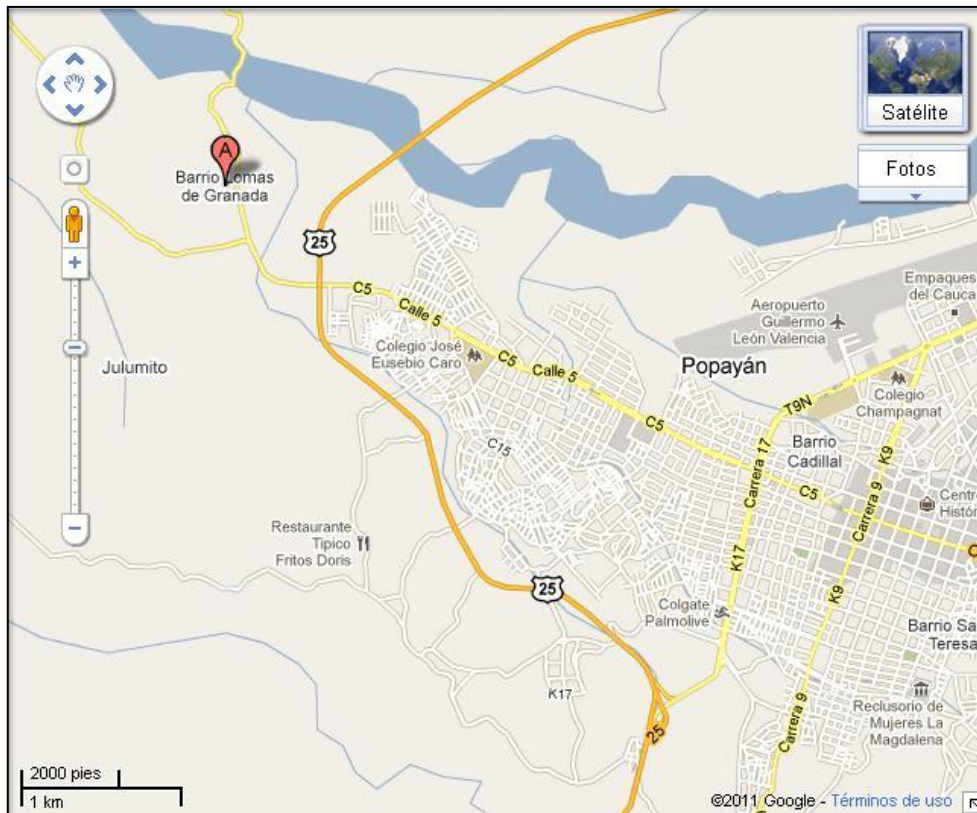 Satélite
Fotos
A
Barrio Lomas
de Granada
25
C5
Calle 5
Empaques
del Cauca
Aeropuerto
Guillermo
León Valencia
Colegio José
Eusebio Caro
C5
Calle 5
Popayán
Julumito
T9N
Colegio
Champagnat
C5
C15
Barrio
Cadillal
K9
Carrera 17
C5
Carrera 9
Centro
Históri
Restaurante
Tipico
Fritos Doris
K17
25
K9
Colgate
Palmolive
Barrio Sa
Teresa
K17
Reclusorio de
Mujeres La
Magdalena
25
Carrera 9
2000 pies
1 km
©2011 Google - Términos de uso